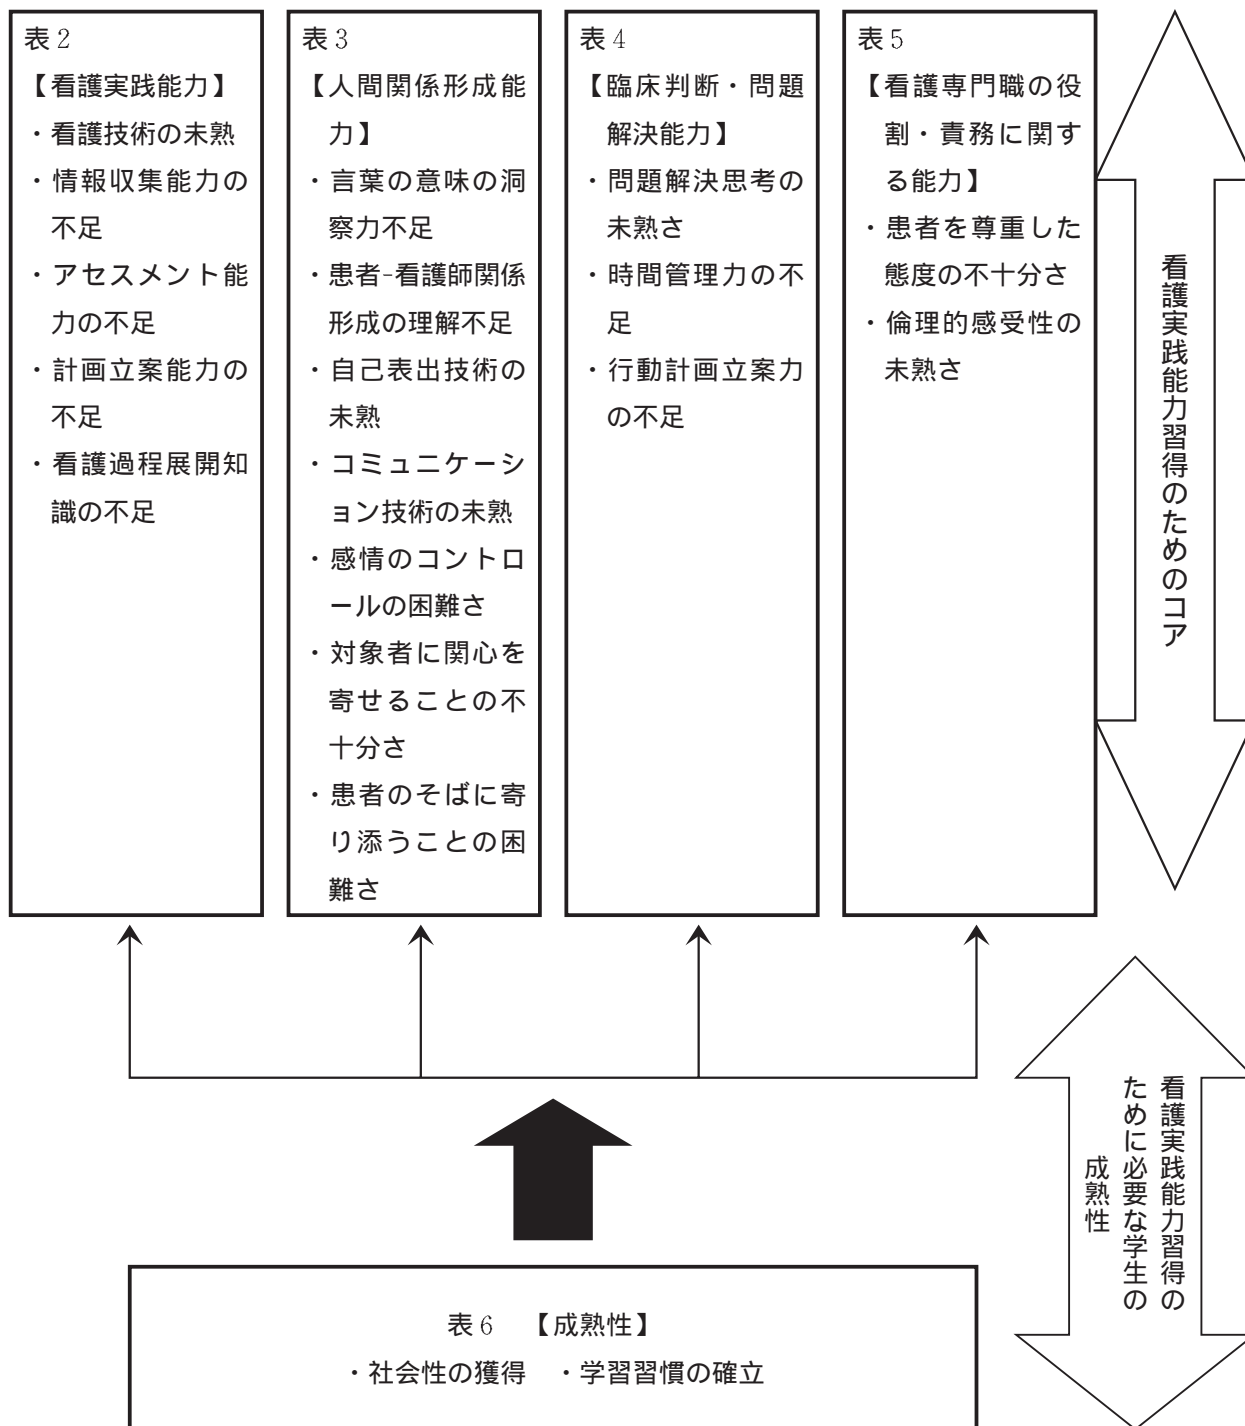 表2
【看護実践能力】
・看護技術の未熟
・情報収集能力の
不足
・アセスメント能
力の不足
・計画立案能力の
不足
・看護過程展開知
識の不足
表3
【人間関係形成能
力】
・言葉の意味の洞
察力不足
・患者-看護師関係
形成の理解不足
・自己表出技術の
未熟
・コミュニケーシ
ョン技術の未熟
・感情のコントロ
ールの困難さ
・対象者に関心を
寄せることの不
十分さ
・患者のそばに寄
り添うことの困
難さ
表4
【臨床判断・問題
解決能力】
・問題解決思考の
未熟さ
・時間管理力の不
足
・行動計画立案力
の不足
表5
【看護専門職の役
割・責務に関す
る能力】
・患者を尊重した
態度の不十分さ
・倫理的感受性の
未熟さ
看護実践能力習得のためのコア
看護実践能力習得の
ために必要な学生の
成熟性
表6 【成熟性】
・社会性の獲得 ・学習習慣の確立